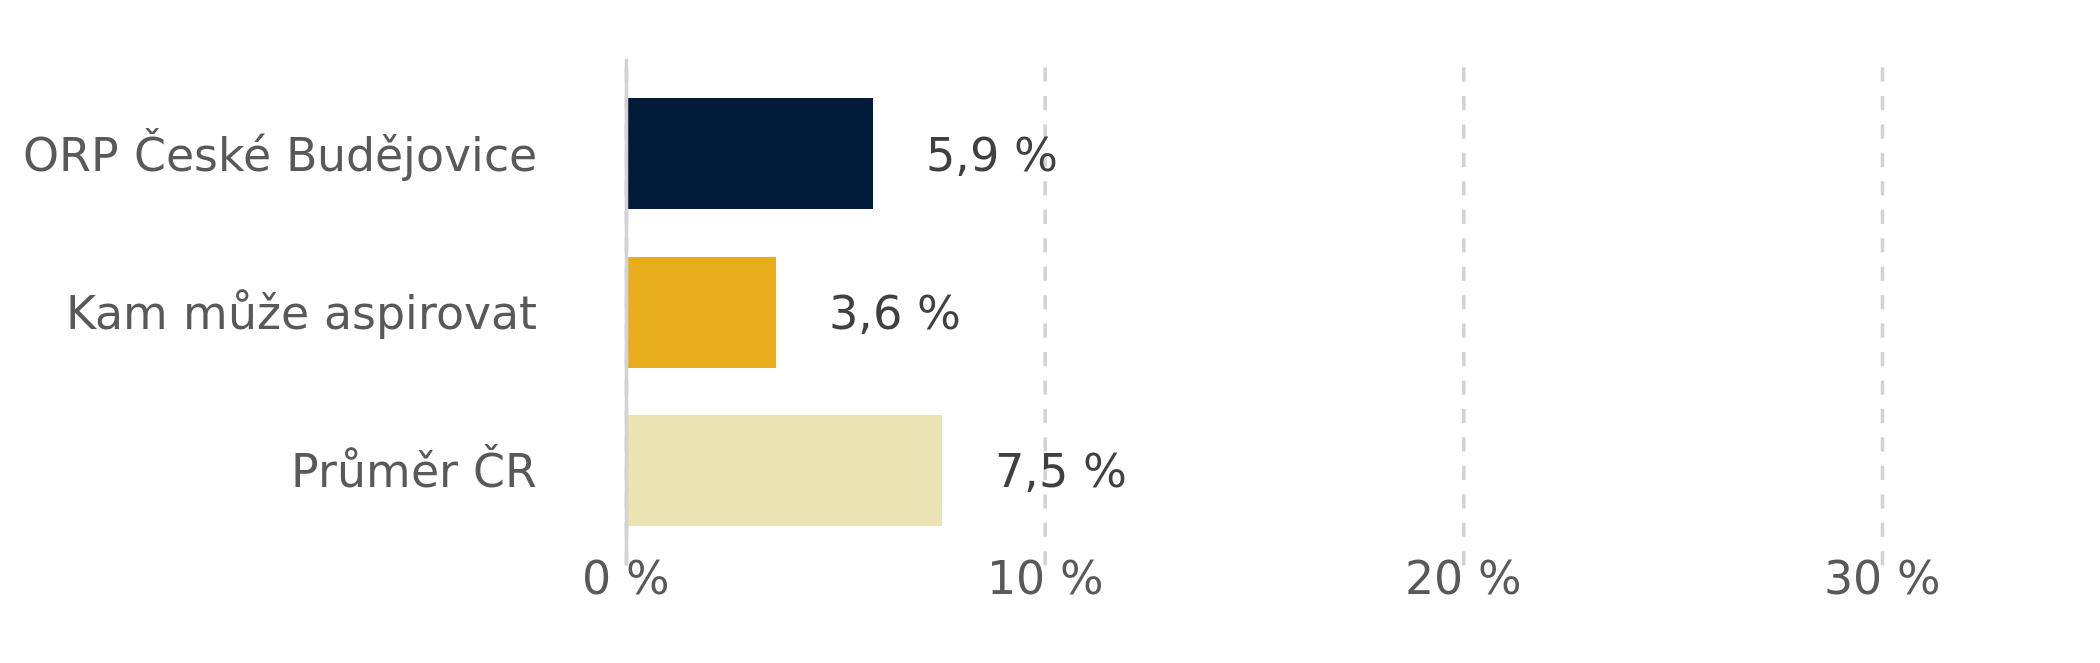 ORP České Budějovice 5,9 %
Kam může aspirovat 3,6 %
Průměr ČR 7,5 %
0 % 10 % 20 % 30 %